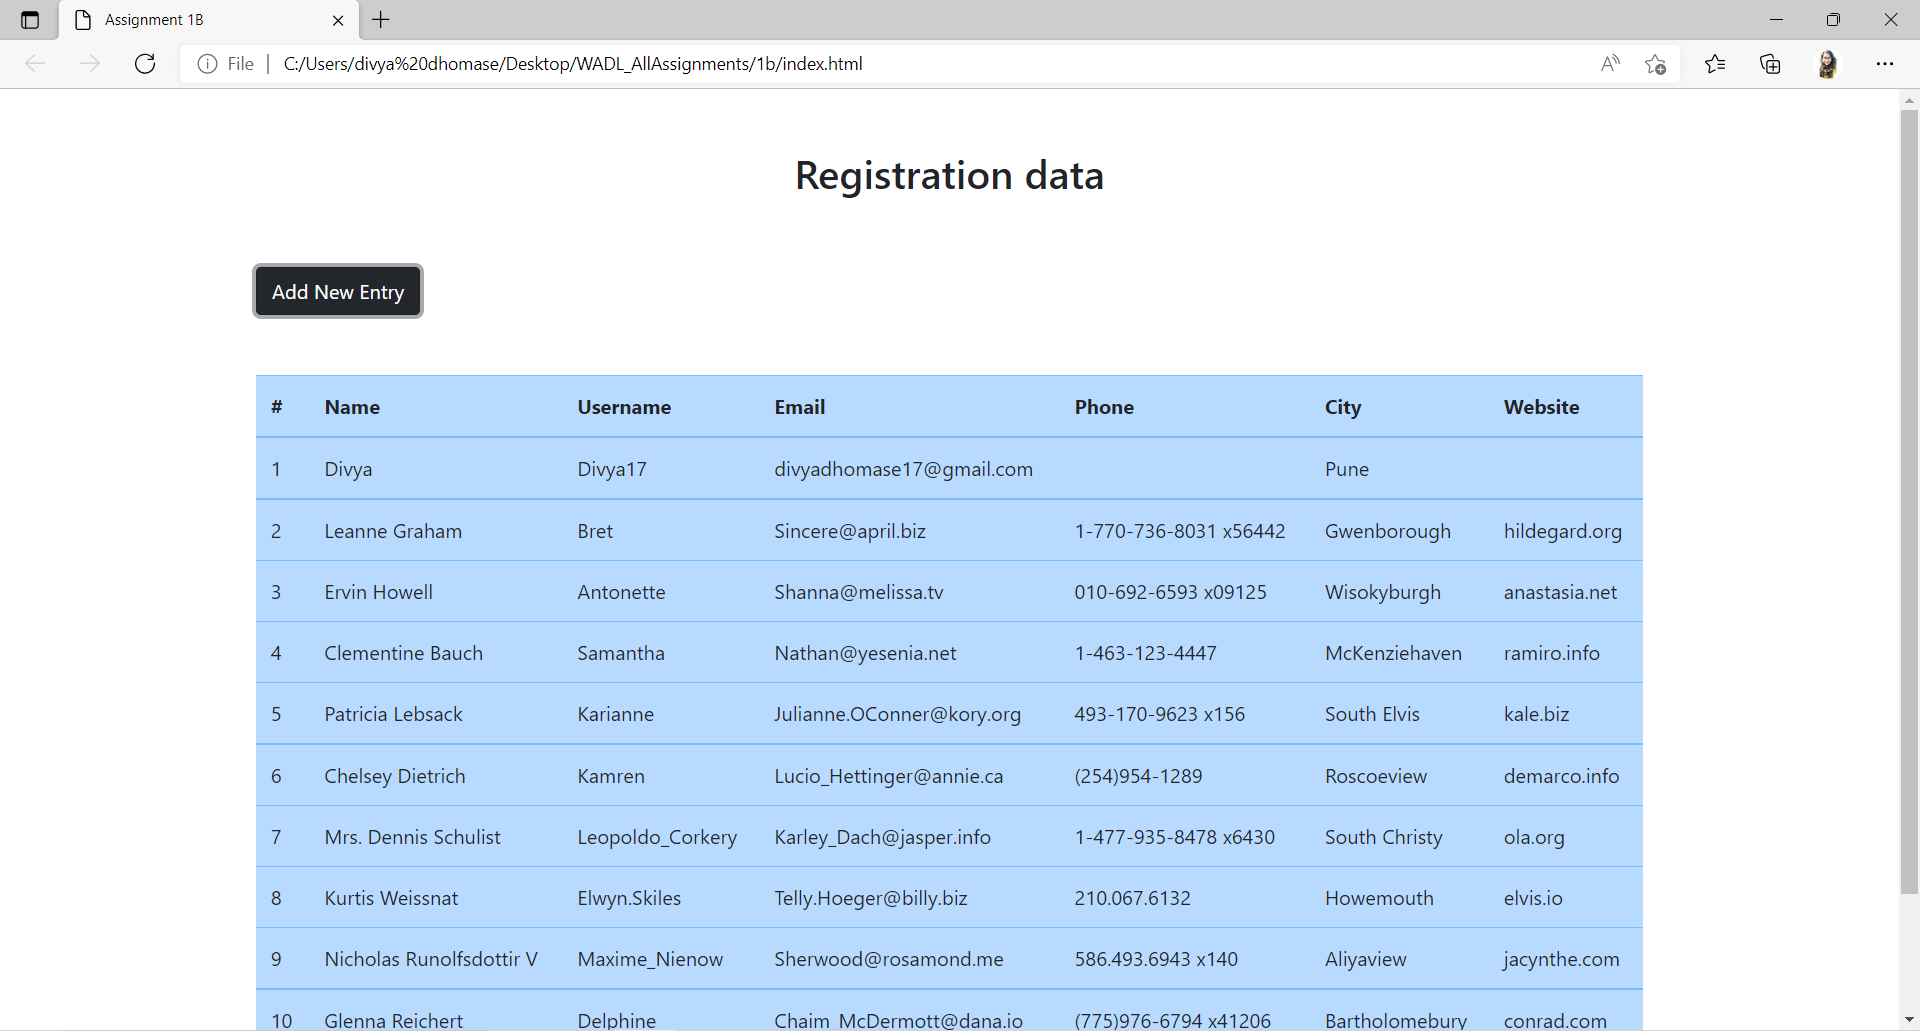 Assignment 1B
File C:/Users/divya%20dhomase/Desktop/WADL_AllAssignments/1b/index.html
Registration data
Add New Entry
# Name Username Email Phone City Website
1 Divya Divya17 divyadhomase17@gmail.com Pune
2 Leanne Graham Bret Sincere@april.biz 1-770-736-8031 x56442 Gwenborough hildegard.org
3 Ervin Howell Antonette Shanna@melissa.tv 010-692-6593 x09125 Wisokyburgh anastasia.net
4 Clementine Bauch Samantha Nathan@yesenia.net 1-463-123-4447 McKenziehaven ramiro.info
5 Patricia Lebsack Karianne Julianne.OConner@kory.org 493-170-9623 x156 South Elvis kale.biz
6 Chelsey Dietrich Kamren Lucio_Hettinger@annie.ca (254)954-1289 Roscoeview demarco.info
7 Mrs. Dennis Schulist Leopoldo_Corkery Karley_Dach@jasper.info 1-477-935-8478 x6430 South Christy ola.org
8 Kurtis Weissnat Elwyn.Skiles Telly.Hoeger@billy.biz 210.067.6132 Howemouth elvis.io
9 Nicholas Runolfsdottir V Maxime_Nienow Sherwood@rosamond.me 586.493.6943 x140 Aliyaview jacynthe.com
10 Glenna Reichert Delphine Chaim_McDermott@dana.io (775)976-6794 x41206 Bartholomebury conrad.com